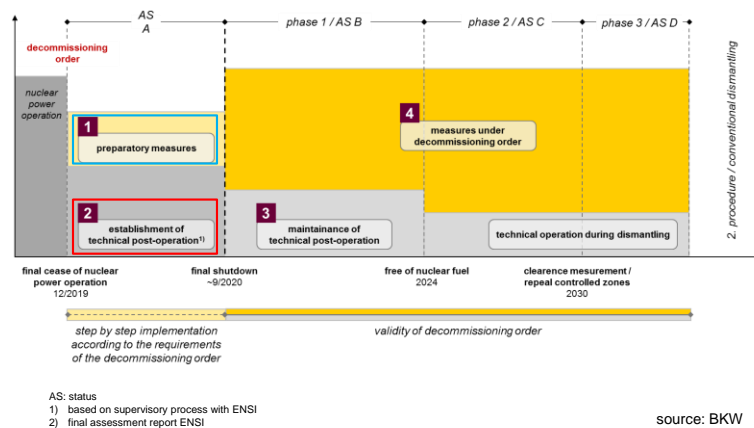 AS
A
phase 1 / AS B
phase 2 / AS C
phase 3 / AS D
decommissioning
order
nuclear
power
operation
1
preparatory measures
4
measures under
decommissioning order
2
establishment of
technical post-operation1)
3
maintainance of
technical post-operation
technical operation during dismantling
2. procedure / conventional dismantling
final cease of nuclear
power operation
12/2019
final shutdown
~9/2020
free of nuclear fuel
2024
clearence mesurement /
repeal controlled zones
2030
step by step implementation
according to the requirements
of the decommissioning order
validity of decommissioning order
AS: status
1) based on supervisory process with ENSI
2) final assessment report ENSI
source: BKW